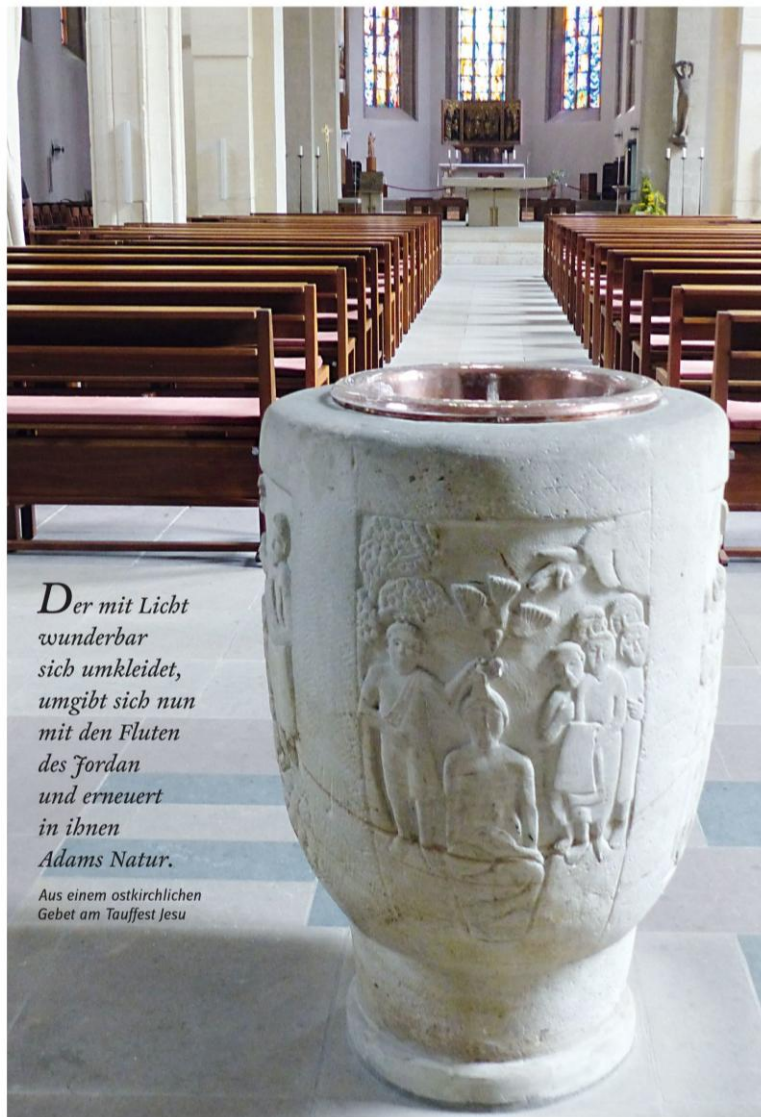 Der mit Licht
wunderbar
sich umkleidet,
umgibt sich nun
mit den Fluten
des Jordan
und erneuert
in ihnen
Adams Natur.
Aus einem ostkirchlichen
Gebet am Tauffest Jesu